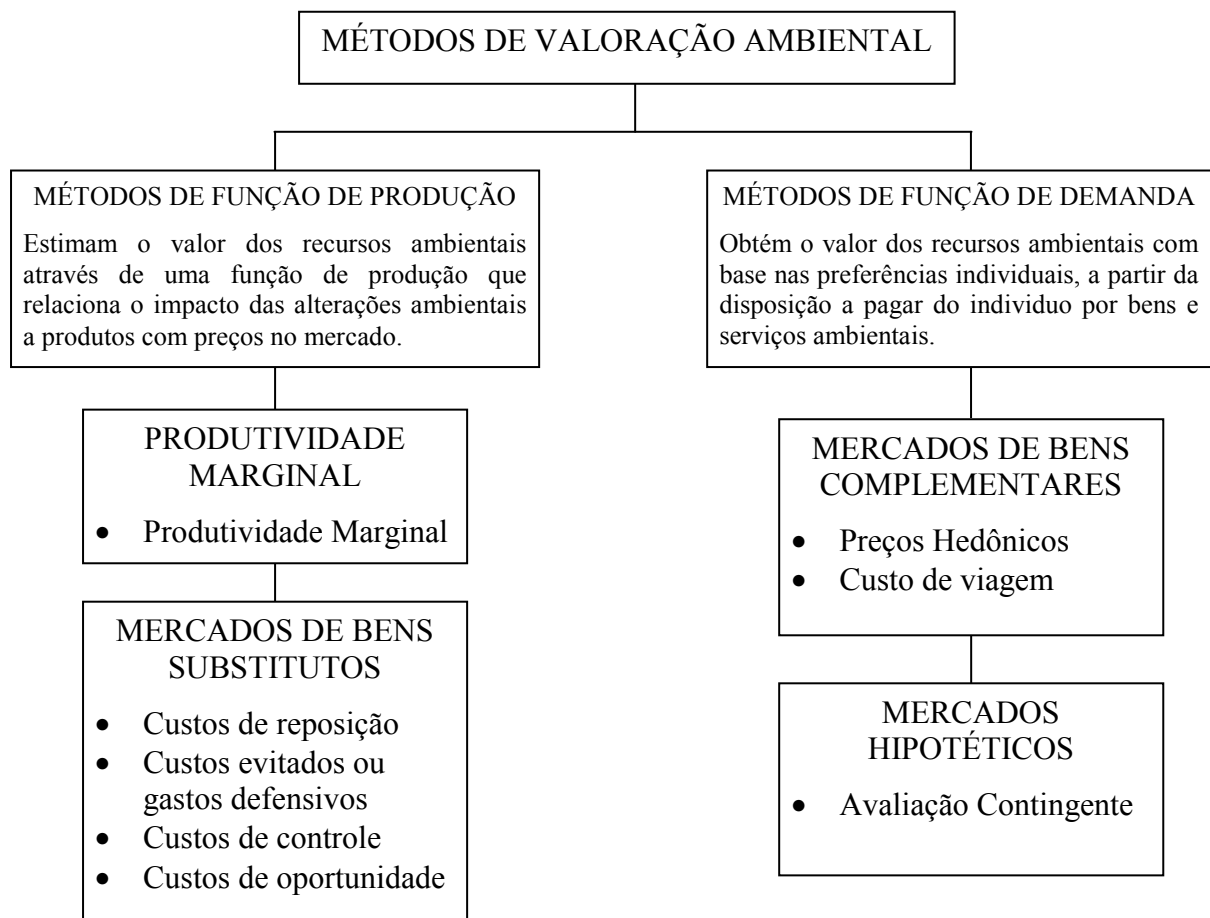 MÉTODOS DE VALORAÇÃO AMBIENTAL
MÉTODOS DE FUNÇÃO DE PRODUÇÃO
Estimam o valor dos recursos ambientais
através de uma função de produção que
relaciona o impacto das alterações ambientais
a produtos com preços no mercado.
PRODUTIVIDADE
MARGINAL
• Produtividade Marginal
MERCADOS DE BENS
SUBSTITUTOS
• Custos de reposição
• Custos evitados ou
gastos defensivos
• Custos de controle
• Custos de oportunidade
MÉTODOS DE FUNÇÃO DE DEMANDA
Obtém o valor dos recursos ambientais com
base nas preferências individuais, a partir da
disposição a pagar do individuo por bens e
serviços ambientais.
MERCADOS DE BENS
COMPLEMENTARES
• Preços Hedônicos
• Custo de viagem
MERCADOS
HIPOTÉTICOS
• Avaliação Contingente